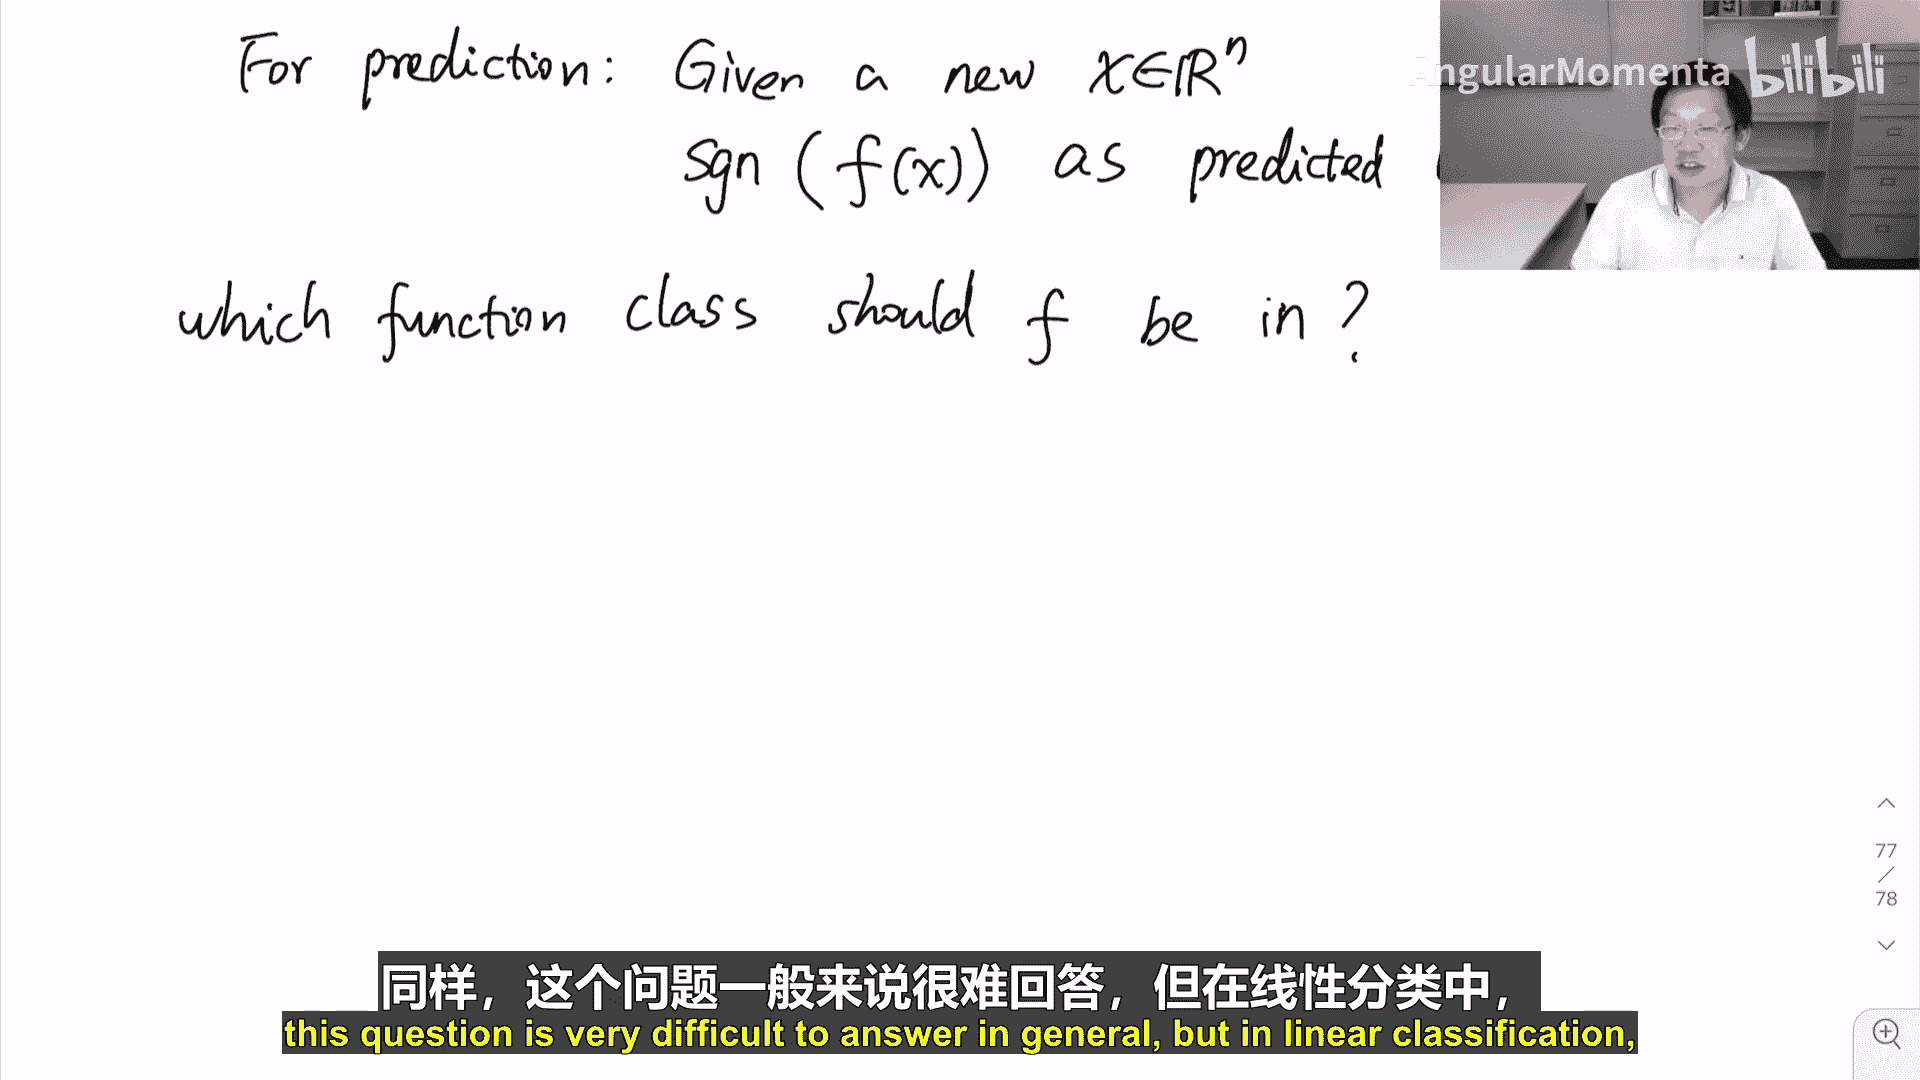 For prediction: Given a new x∈ℝⁿ
sgn (f(x)) as predicted
which function class should f be in ?
ngularMomenta bilibili
77
/
78
同样，这个问题一般来说很难回答，但在线性分类中，
this question is very difficult to answer in general, but in linear classification,